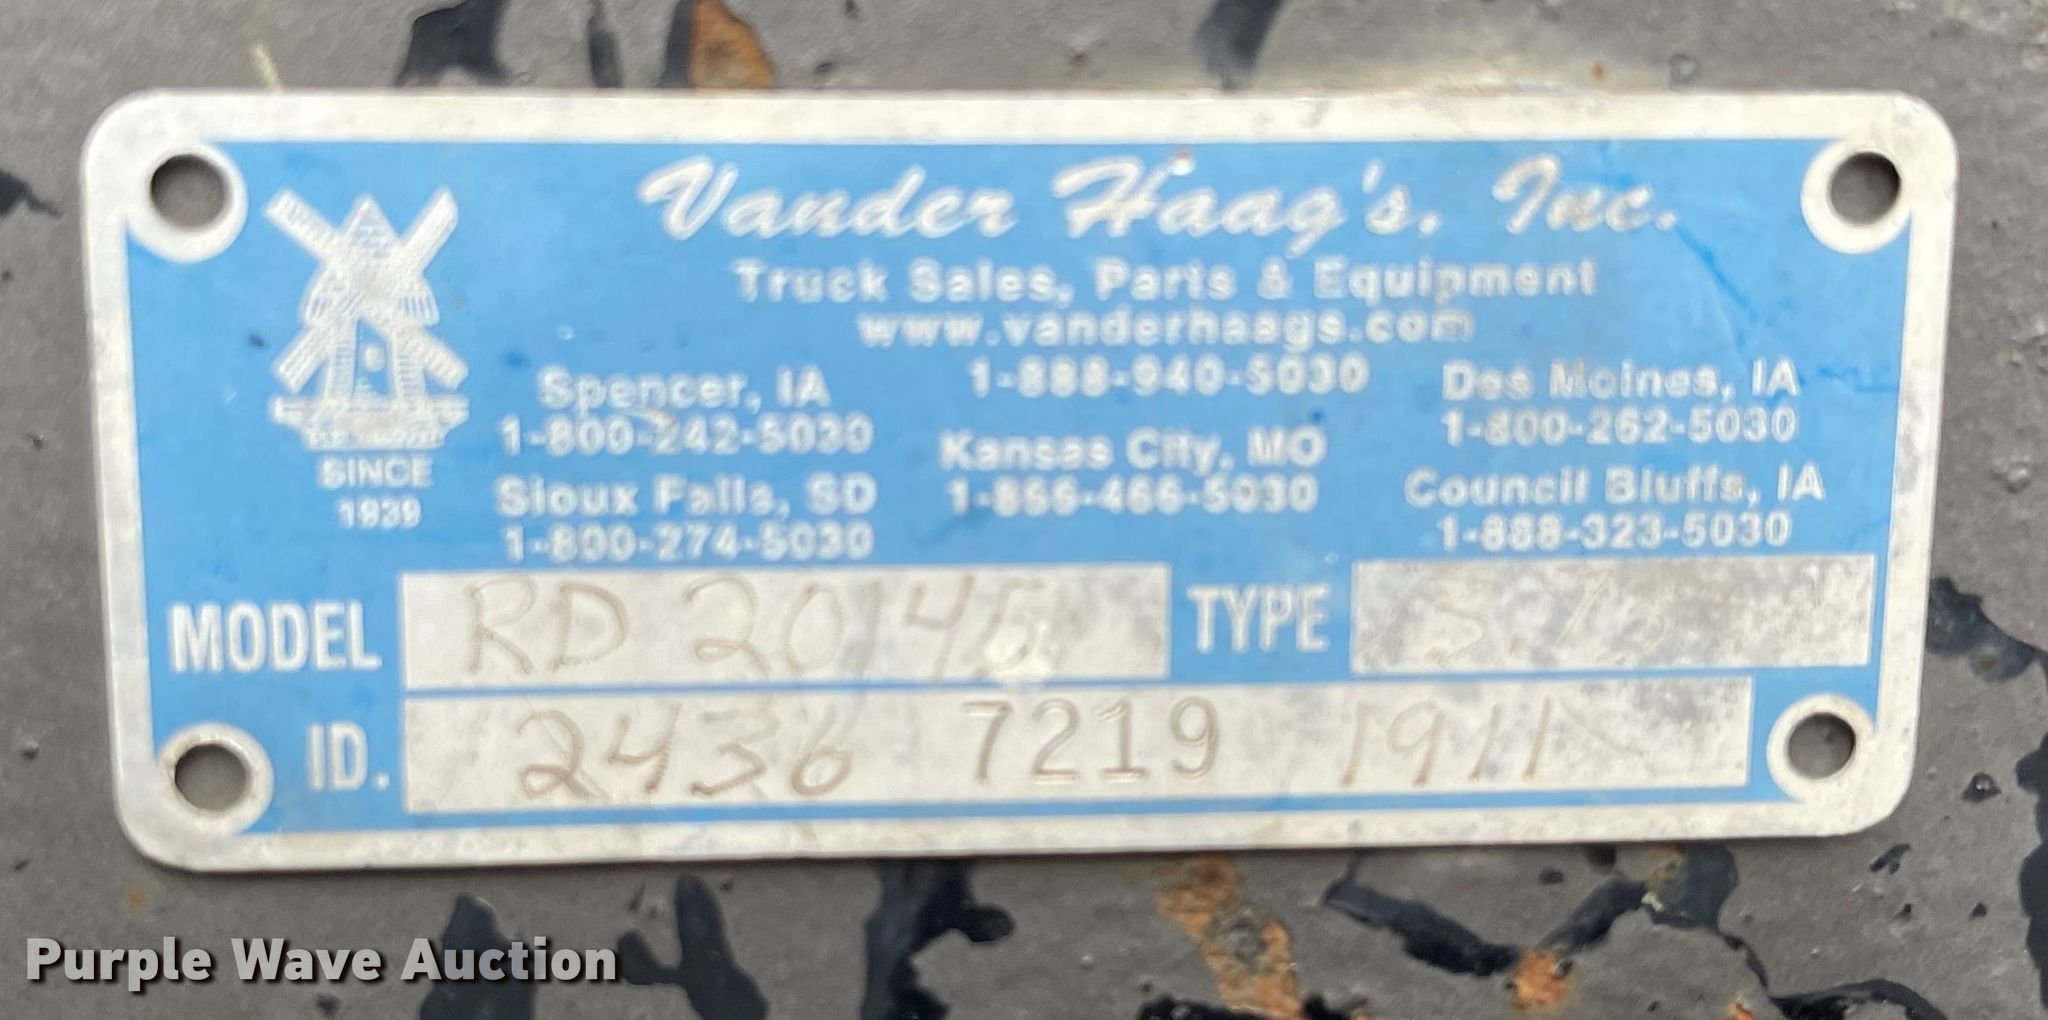 Vander Haag's, Inc.
Truck Sales, Parts & Equipment
www.vanderhaags.com
1-888-940-5030
Spencer, IA
1-800-242-5030
Sioux Falls, SD
1-800-274-5030
Kansas City, MO
1-866-466-5030
Des Moines, IA
1-800-262-5030
Council Bluffs, IA
1-888-323-5030
SINCE
1939
MODEL RD 20145 TYPE 3.73
ID. 2436 7219 1911
Purple Wave Auction